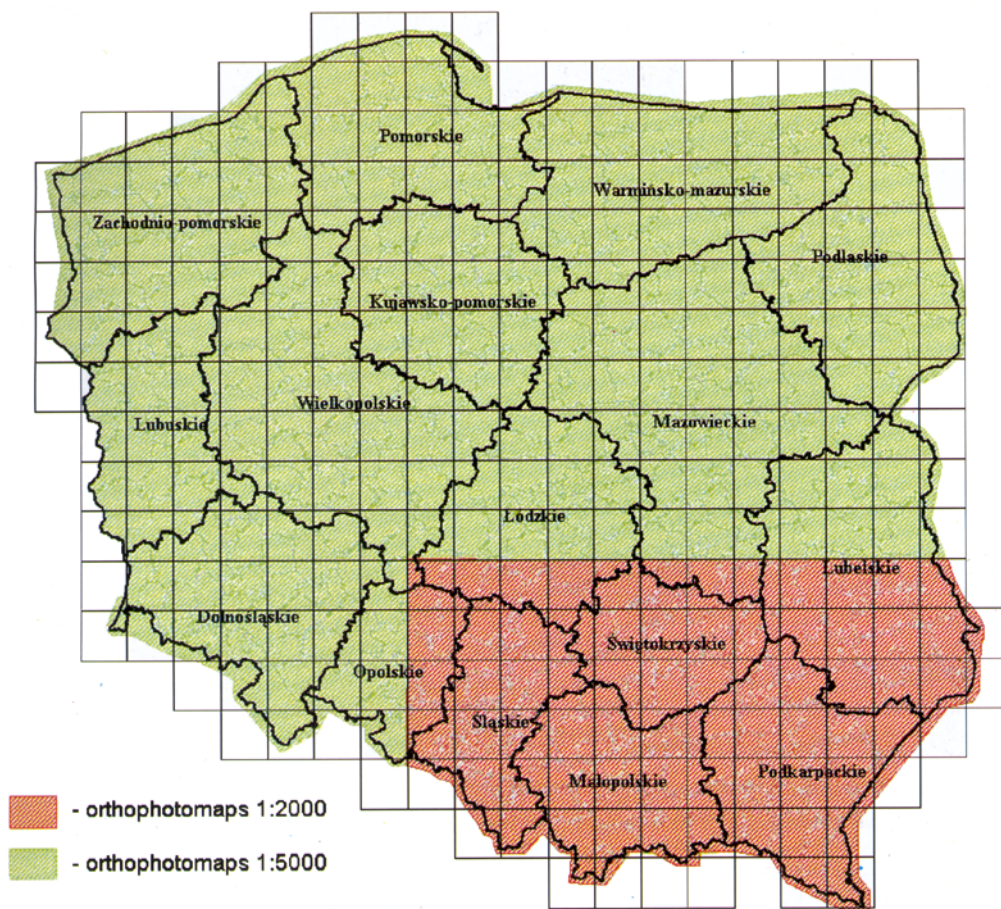 Pomorskie
Warmińsko-mazurskie
Zachodnio-pomorskie
Podlaskie
Kujawsko-pomorskie
Wielkopolskie
Lubuskie
Mazowieckie
Łódzkie
Lubelskie
Dolnośląskie
Świętokrzyskie
Opolskie
Śląskie
Małopolskie
Podkarpackie
- orthophotomaps 1:2000
- orthophotomaps 1:5000